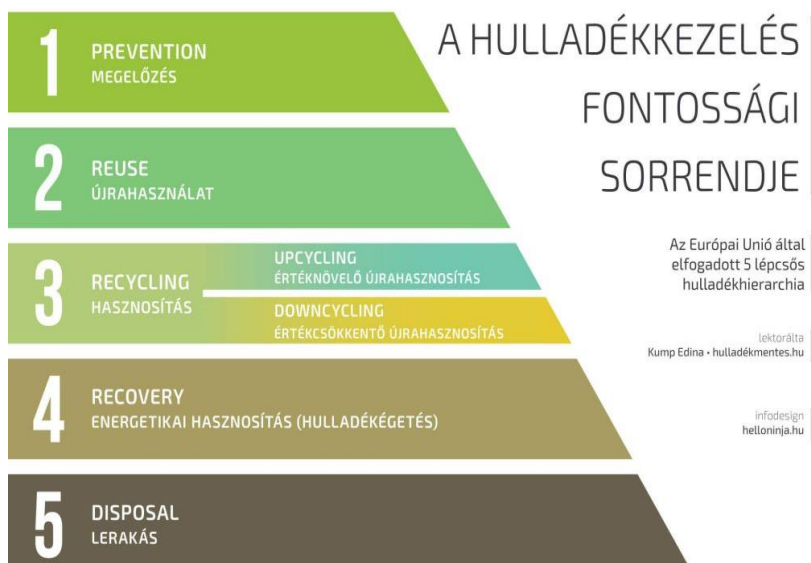 A HULLADÉKKEZELÉS
FONTOSSÁGI
SORRENDJE
Az Európai Unió által
elfogadott 5 lépcsős
hulladékhierarchia
lektorálta
Kump Edina • hulladékmentes.hu
infodesign
helloninja.hu
1
PREVENTION
MEGELŐZÉS
2
REUSE
ÚJRAHASZNÁLAT
3
RECYCLING
HASZNOSÍTÁS
UPCYCLING
ÉRTÉKNÖVELŐ ÚJRAHASZNOSÍTÁS
DOWNCYCLING
ÉRTÉKCSÖKKENTŐ ÚJRAHASZNOSÍTÁS
4
RECOVERY
ENERGETIKAI HASZNOSÍTÁS (HULLADÉKÉGETÉS)
5
DISPOSAL
LERAKÁS